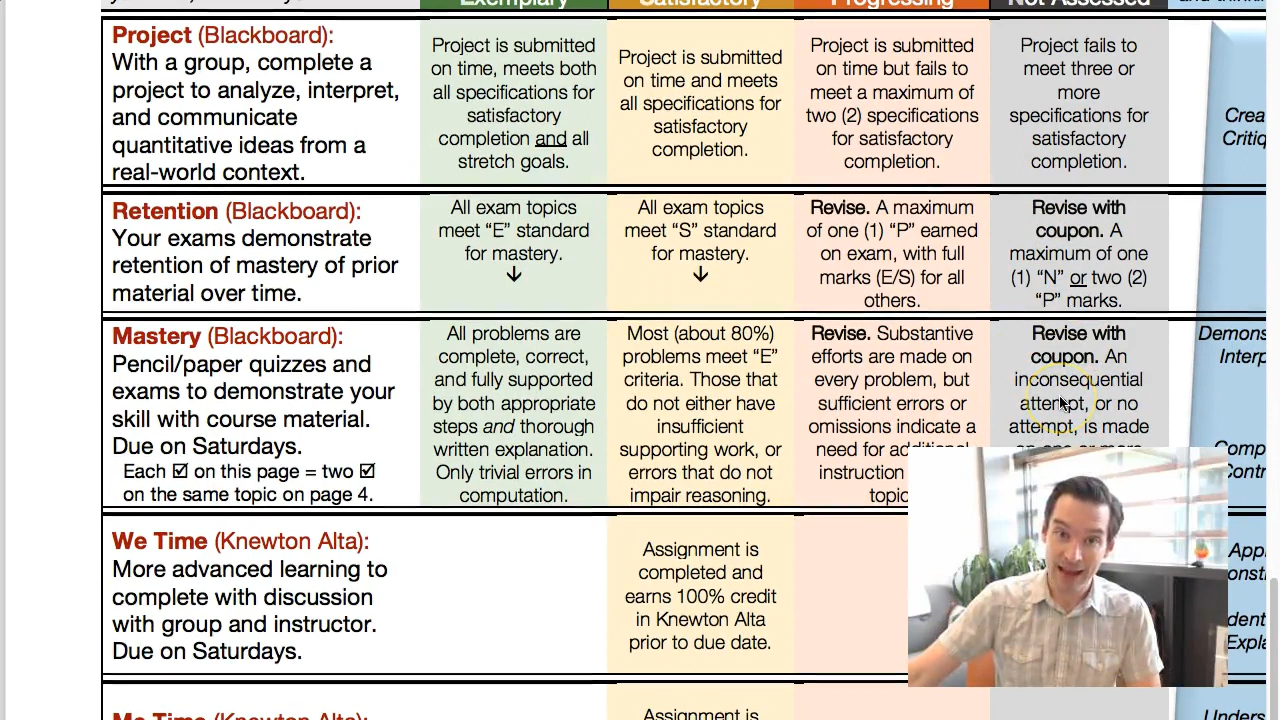 Exemplary
Satisfactory
Progressing
Not Assessed
Project (Blackboard):
With a group, complete a
project to analyze, interpret,
and communicate
quantitative ideas from a
real-world context.
Project is submitted
on time, meets both
all specifications for
satisfactory
completion and all
stretch goals.
Project is submitted
on time and meets
all specifications for
satisfactory
completion.
Project is submitted
on time but fails to
meet a maximum of
two (2) specifications
for satisfactory
completion.
Project fails to
meet three or
more
specifications for
satisfactory
completion.
Retention (Blackboard):
Your exams demonstrate
retention of mastery of prior
material over time.
All exam topics
meet “E” standard
for mastery.
↓
All exam topics
meet “S” standard
for mastery.
↓
Revise. A maximum
of one (1) “P” earned
on exam, with full
marks (E/S) for all
others.
Revise with
coupon. A
maximum of one
(1) “N” or two (2)
“P” marks.
Mastery (Blackboard):
Pencil/paper quizzes and
exams to demonstrate your
skill with course material.
Due on Saturdays.
Each ☑ on this page = two ☑
on the same topic on page 4.
All problems are
complete, correct,
and fully supported
by both appropriate
steps and thorough
written explanation.
Only trivial errors in
computation.
Most (about 80%)
problems meet “E”
criteria. Those that
do not either have
insufficient
supporting work, or
errors that do not
impair reasoning.
Revise. Substantive
efforts are made on
every problem, but
sufficient errors or
omissions indicate a
need for additional
instruction
Revise with
coupon. An
inconsequential
attempt, or no
attempt, is made
We Time (Knewton Alta):
More advanced learning to
complete with discussion
with group and instructor.
Due on Saturdays.
Assignment is
completed and
earns 100% credit
in Knewton Alta
prior to due date.
Me Time (Knewton Alta):
Assignment is